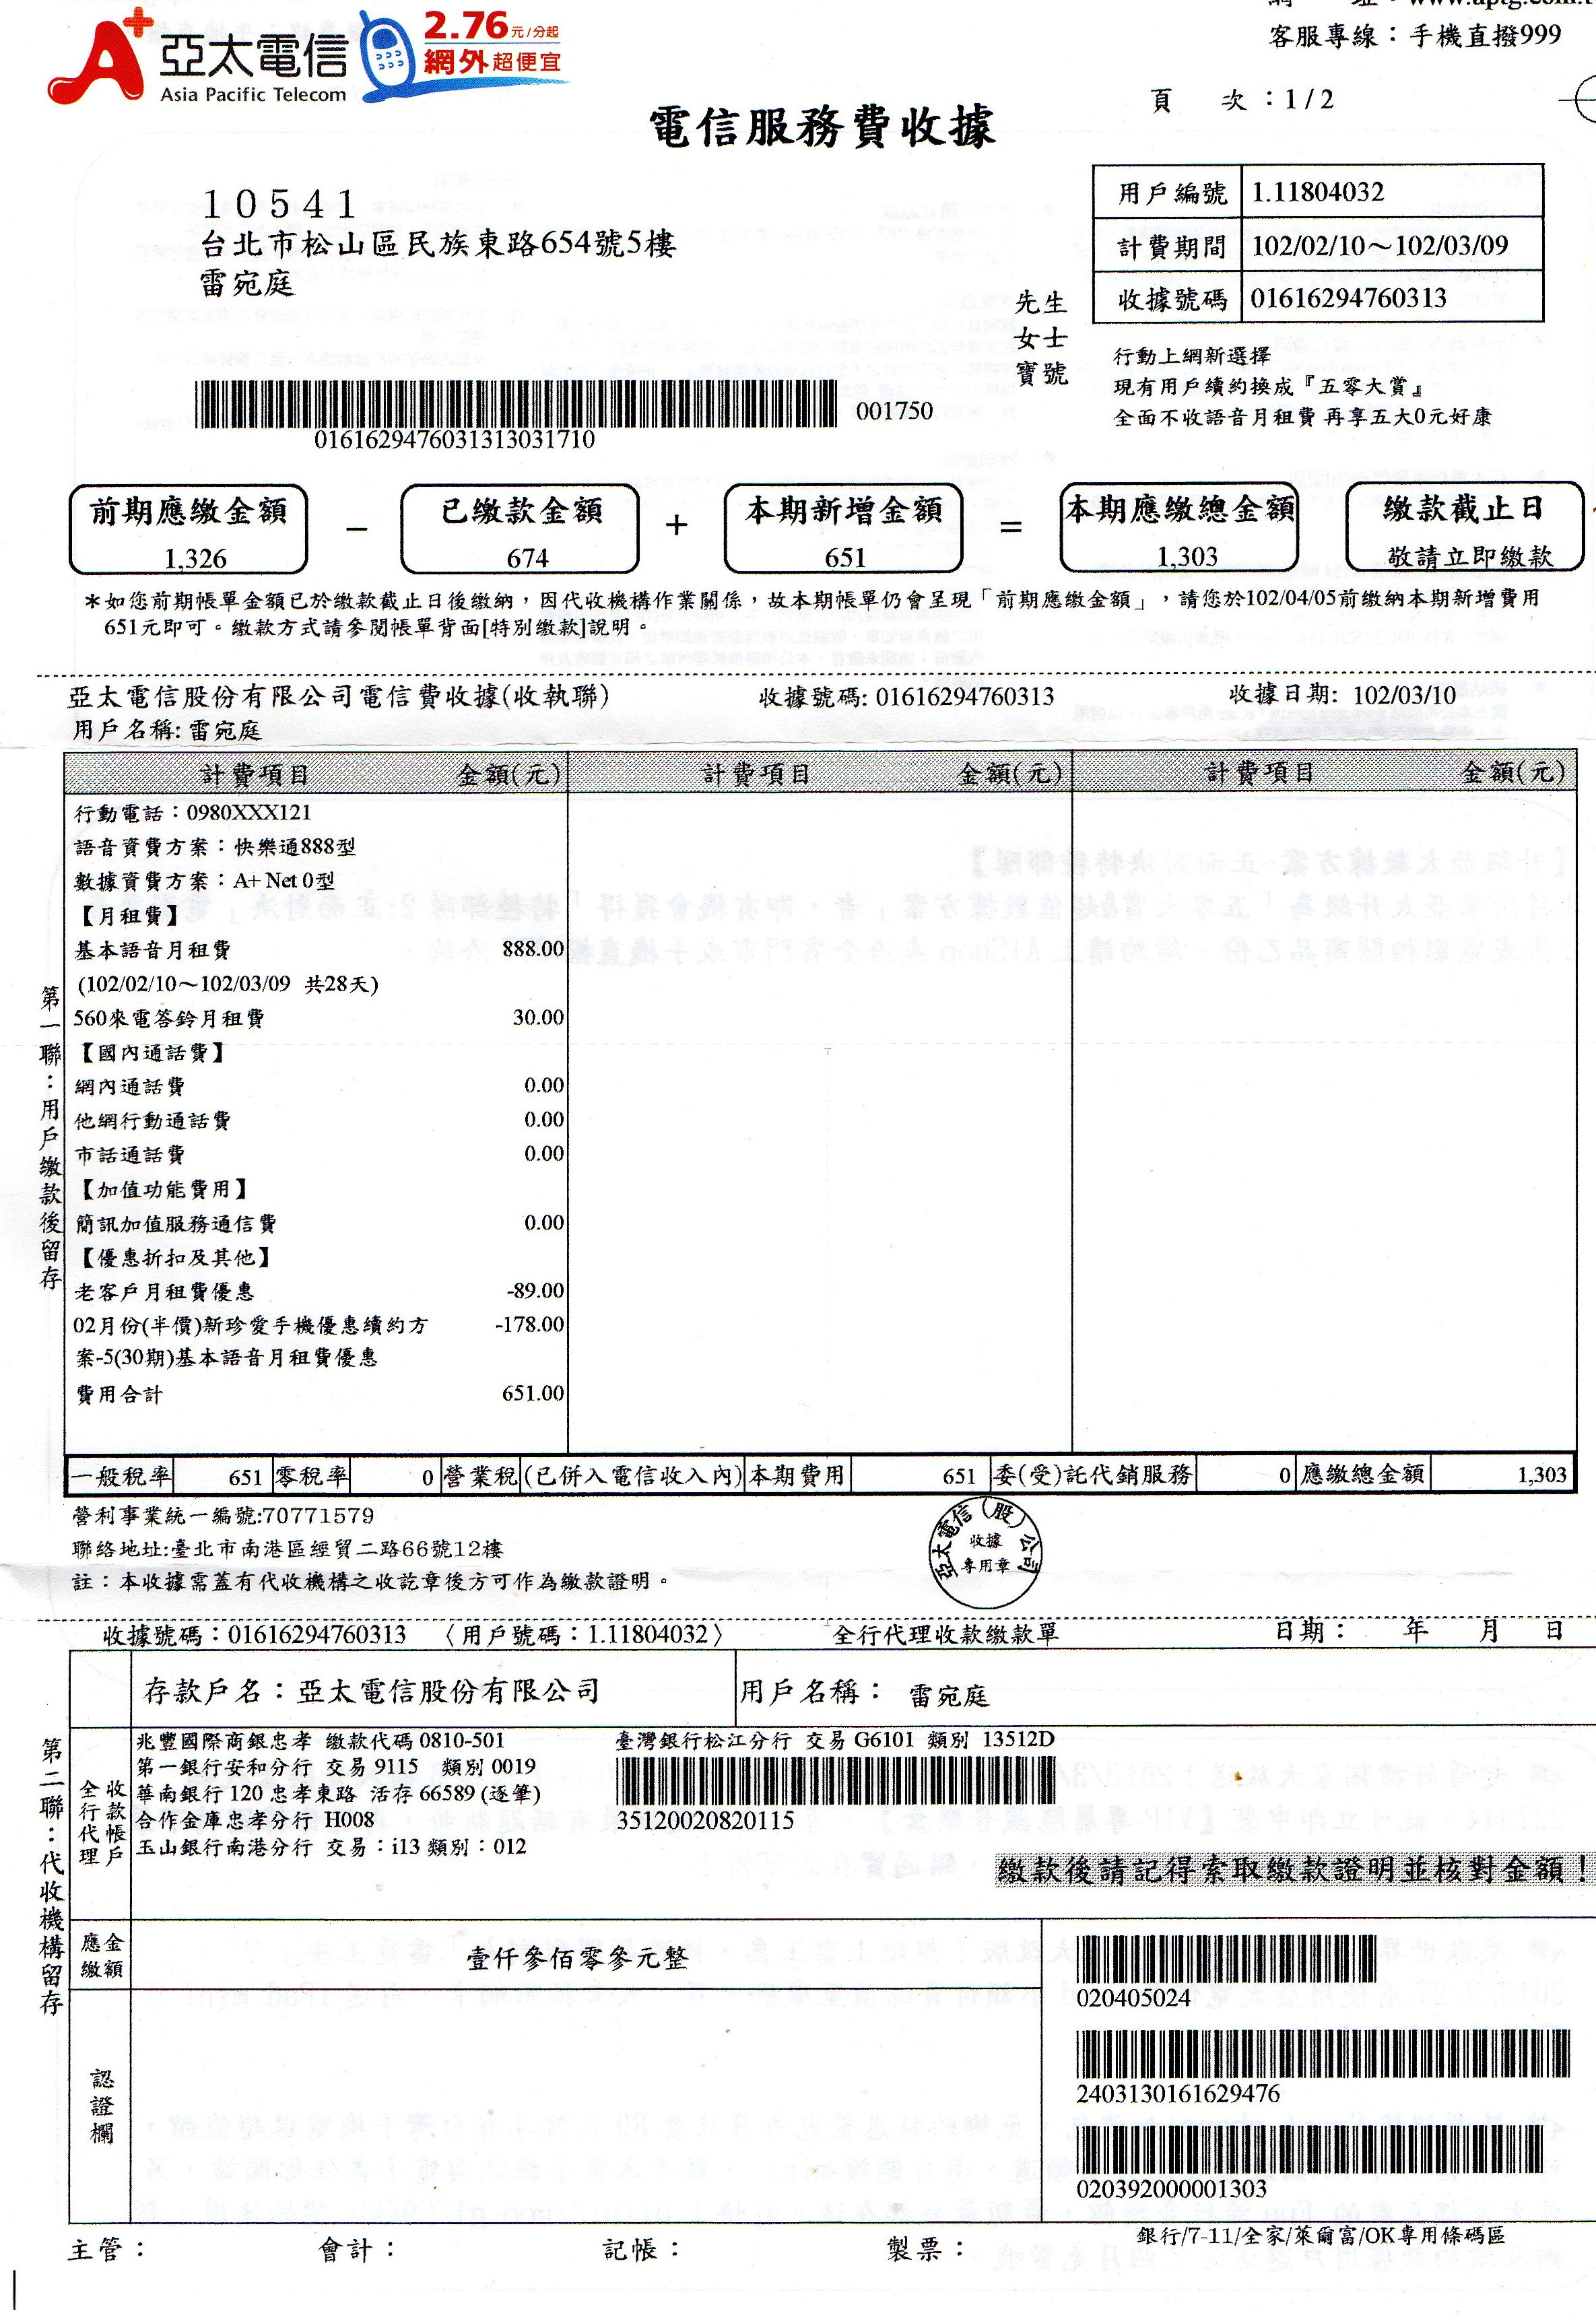 亞太電信
Asia Pacific Telecom
2.76元/分起
網外超便宜
客服專線：手機直撥999
頁　次：1/2
電信服務費收據
10541
台北市松山區民族東路654號5樓
雷宛庭
先生
女士
寶號
用戶編號 1.11804032
計費期間 102/02/10～102/03/09
收據號碼 01616294760313
行動上網新選擇
現有用戶續約換成『五零大賞』
全面不收語音月租費 再享五大0元好康
001750
0161629476031313031710
前期應繳金額 － 已繳款金額 + 本期新增金額 = 本期應繳總金額 繳款截止日
1,326 674 651 1,303 敬請立即繳款
＊如您前期帳單金額已於繳款截止日後繳納，因代收機構作業關係，故本期帳單仍會呈現「前期應繳金額」，請您於102/04/05前繳納本期新增費用
651元即可。繳款方式請參閱帳單背面[特別繳款]說明。
亞太電信股份有限公司電信費收據(收執聯) 收據號碼: 01616294760313 收據日期: 102/03/10
用戶名稱: 雷宛庭
計費項目 金額(元) 計費項目 金額(元) 計費項目 金額(元)
行動電話：0980XXX121
語音資費方案：快樂通888型
數據資費方案：A+ Net 0型
【月租費】
基本語音月租費 888.00
(102/02/10～102/03/09 共28天)
560來電答鈴月租費 30.00
【國內通話費】
網內通話費 0.00
他網行動通話費 0.00
市話通話費 0.00
【加值功能費用】
簡訊加值服務通信費 0.00
【優惠折扣及其他】
老客戶月租費優惠 -89.00
02月份(半價)新珍愛手機優惠續約方 -178.00
案-5(30期)基本語音月租費優惠
費用合計 651.00
第一聯：用戶繳款後留存
一般稅率 651 零稅率 0 營業稅 (已併入電信收入內) 本期費用 651 委(受)託代銷服務 0 應繳總金額 1,303
營利事業統一編號:70771579
聯絡地址:臺北市南港區經貿二路66號12樓
註：本收據需蓋有代收機構之收訖章後方可作為繳款證明。
亞太電信（股）公司
收據
專用章
收據號碼：01616294760313 〈用戶號碼：1.11804032〉 全行代理收款繳款單 日期： 年 月 日
存款戶名：亞太電信股份有限公司 用戶名稱： 雷宛庭
第二聯：代收機構留存
全行代理
收款帳戶
兆豐國際商銀忠孝 繳款代碼 0810-501
第一銀行安和分行 交易 9115 類別 0019
華南銀行 120 忠孝東路 活存 66589 (逐筆)
合作金庫忠孝分行 H008
玉山銀行南港分行 交易：i13 類別：012
臺灣銀行松江分行 交易 G6101 類別 13512D
35120020820115
繳款後請記得索取繳款證明並核對金額！
應繳
金額
壹仟參佰零參元整
認證欄
020405024
2403130161629476
020392000001303
銀行/7-11/全家/萊爾富/OK專用條碼區
主管： 會計： 記帳： 製票：